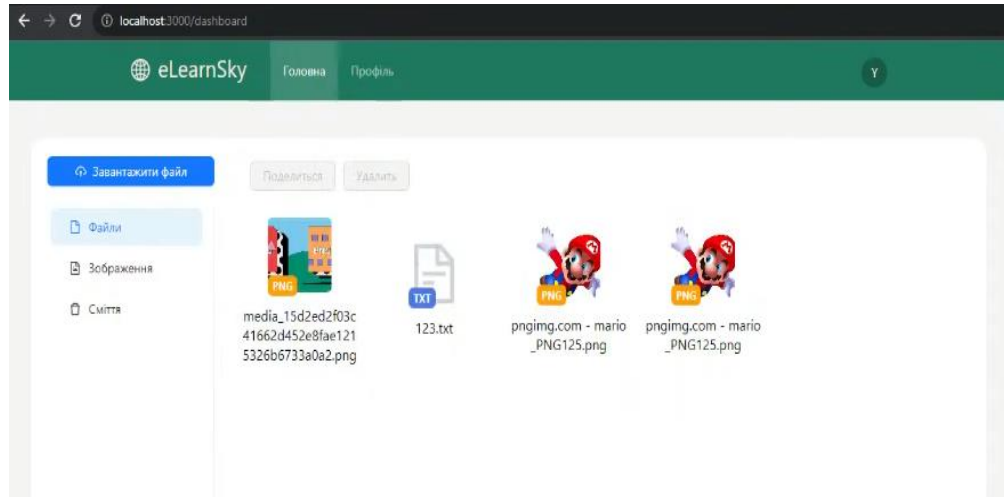 localhost:3000/dashboard
eLearnSky
Головна
Профіль
Y
Завантажити файл
Поделиться
Удалить
Файли
Зображення
Сміття
PNG
TXT
PNG
PNG
media_15d2ed2f03c
41662d452e8fae121
5326b6733a0a2.png
123.txt
pngimg.com - mario
_PNG125.png
pngimg.com - mario
_PNG125.png